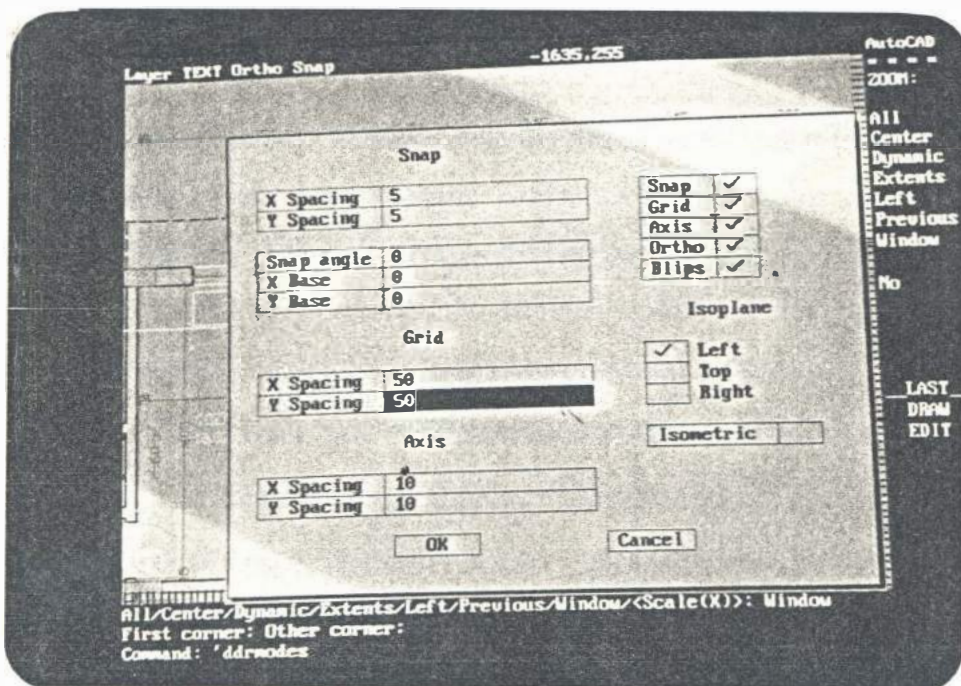 Layer TEXT Ortho Snap -1635,255 AutoCAD
* * * *
ZOOM:
All
Center
Dynamic
Extents
Left
Previous
Window
No
LAST
DRAW
EDIT
Snap
X Spacing 5
Y Spacing 5
Snap angle 0
X Base 0
Y Base 0
Grid
X Spacing 50
Y Spacing 50
Axis
X Spacing 10
Y Spacing 10
Snap ✓
Grid ✓
Axis ✓
Ortho ✓
Blips ✓
Isoplane
✓ Left
Top
Right
Isometric
OK Cancel
All/Center/Dynamic/Extents/Left/Previous/Window/<Scale(X)>: Window
First corner: Other corner:
Command: 'ddrmodes